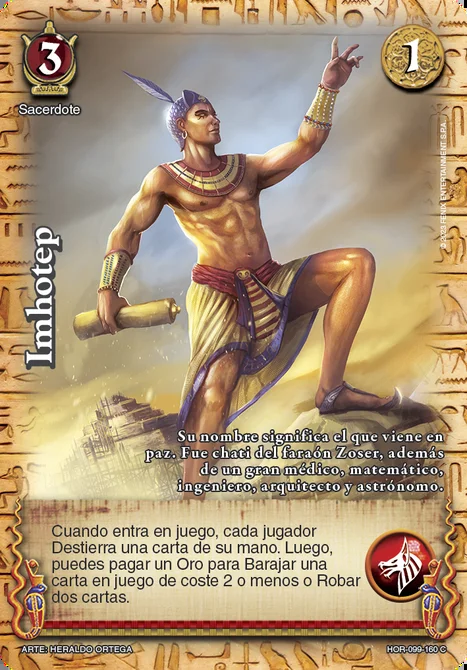 3
1
Sacerdote
© 2023 FENIX ENTERTAINMENT S.P.A.
Imhotep
Su nombre significa el que viene en
paz. Fue chati del faraón Zoser, además
de un gran médico, matemático,
ingeniero, arquitecto y astrónomo.
Cuando entra en juego, cada jugador
Destierra una carta de su mano. Luego,
puedes pagar un Oro para Barajar una
carta en juego de coste 2 o menos o Robar
dos cartas.
ARTE: HERALDO ORTEGA
HOR-099-160 C